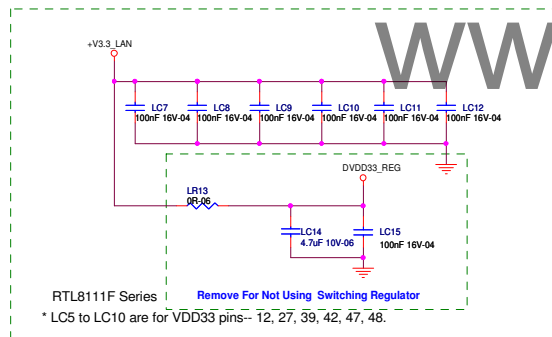 WW
+V3.3_LAN
LC7 LC8 LC9 LC10 LC11 LC12
100nF 16V-04 100nF 16V-04 100nF 16V-04 100nF 16V-04 100nF 16V-04 100nF 16V-04
DVDD33_REG
LR13
0R-06
LC14 LC15
4.7uF 10V-06 100nF 16V-04
RTL8111F Series Remove For Not Using Switching Regulator
* LC5 to LC10 are for VDD33 pins-- 12, 27, 39, 42, 47, 48.